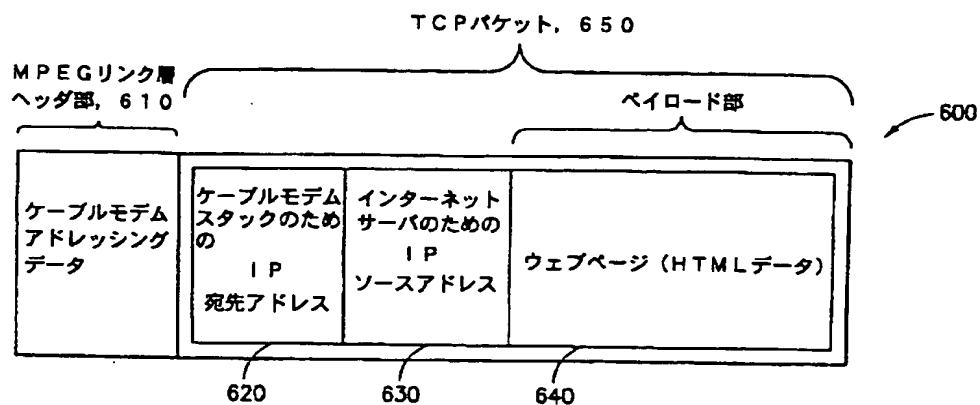 TCPパケット, 650
MPEGリンク層
ヘッダ部, 610
ペイロード部
600
ケーブルモデム
アドレッシング
データ
ケーブルモデム
スタックのため
の
IP
宛先アドレス
インターネット
サーバのための
IP
ソースアドレス
ウェブページ (HTMLデータ)
620
630
640